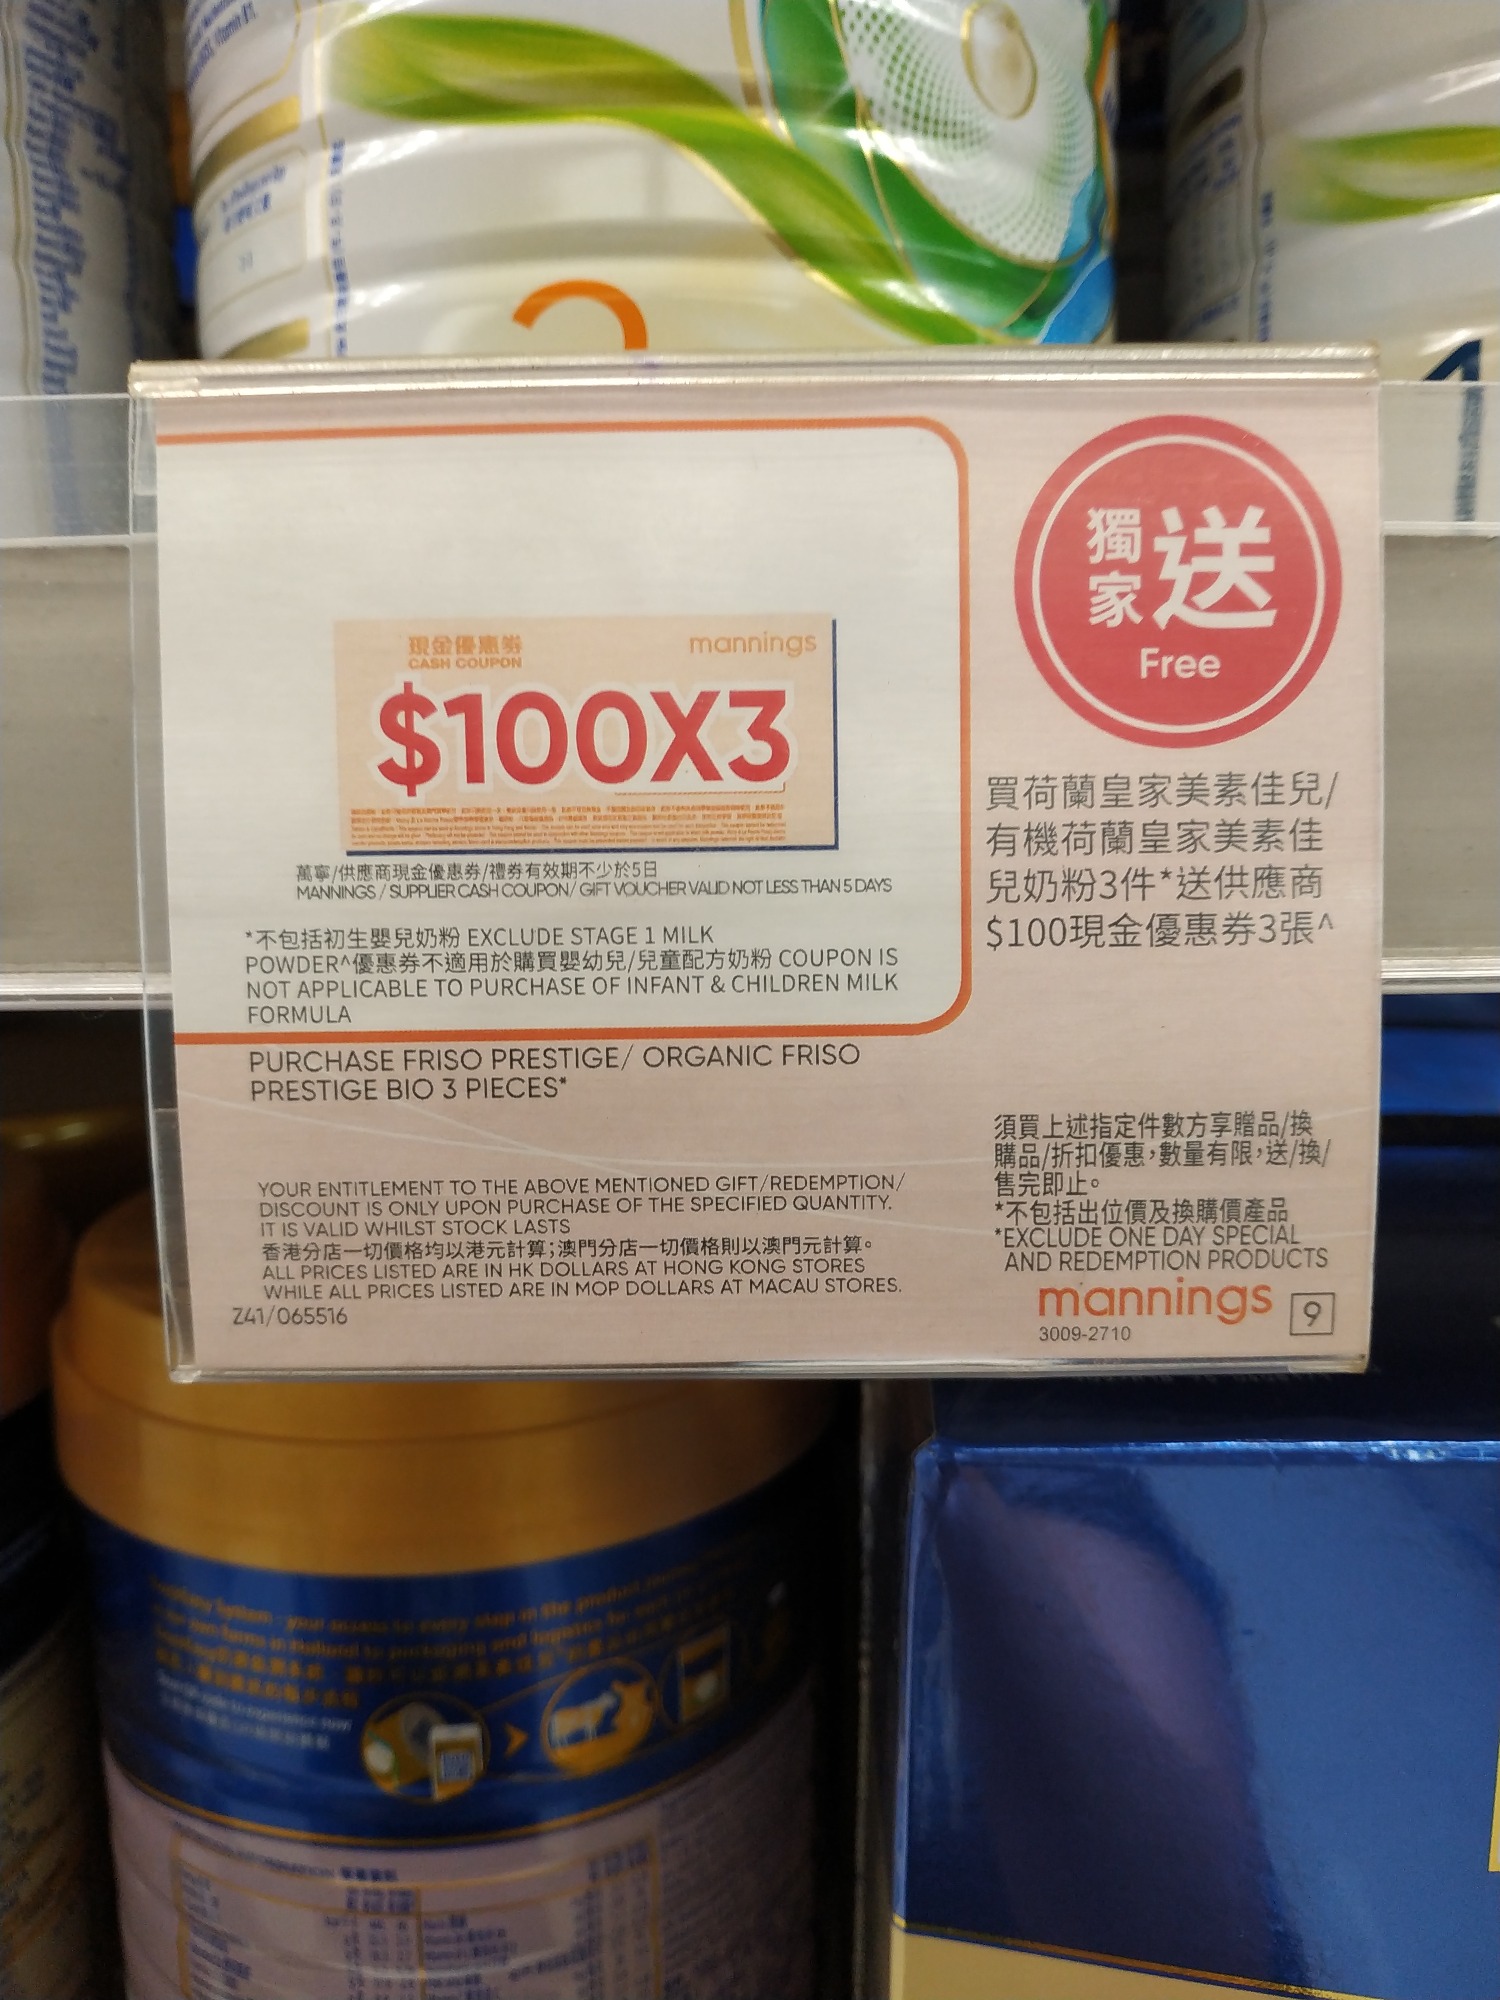 獨家送
Free
現金優惠券
CASH COUPON
mannings
$100X3
萬寧/供應商現金優惠券/禮券有效期不少於5日
MANNINGS / SUPPLIER CASH COUPON/ GIFT VOUCHER VALID NOT LESS THAN 5 DAYS
*不包括初生嬰兒奶粉 EXCLUDE STAGE 1 MILK
POWDER^優惠券不適用於購買嬰幼兒/兒童配方奶粉 COUPON IS
NOT APPLICABLE TO PURCHASE OF INFANT & CHILDREN MILK
FORMULA
買荷蘭皇家美素佳兒/
有機荷蘭皇家美素佳
兒奶粉3件*送供應商
$100現金優惠券3張^
PURCHASE FRISO PRESTIGE/ ORGANIC FRISO
PRESTIGE BIO 3 PIECES*
YOUR ENTITLEMENT TO THE ABOVE MENTIONED GIFT/REDEMPTION/
DISCOUNT IS ONLY UPON PURCHASE OF THE SPECIFIED QUANTITY.
IT IS VALID WHILST STOCK LASTS
香港分店一切價格均以港元計算；澳門分店一切價格則以澳門元計算。
ALL PRICES LISTED ARE IN HK DOLLARS AT HONG KONG STORES
WHILE ALL PRICES LISTED ARE IN MOP DOLLARS AT MACAU STORES.
Z41/065516
須買上述指定件數方享贈品/換
購品/折扣優惠，數量有限，送/換/
售完即止。
*不包括出位價及換購價產品
*EXCLUDE ONE DAY SPECIAL
AND REDEMPTION PRODUCTS
mannings
9
3009-2710